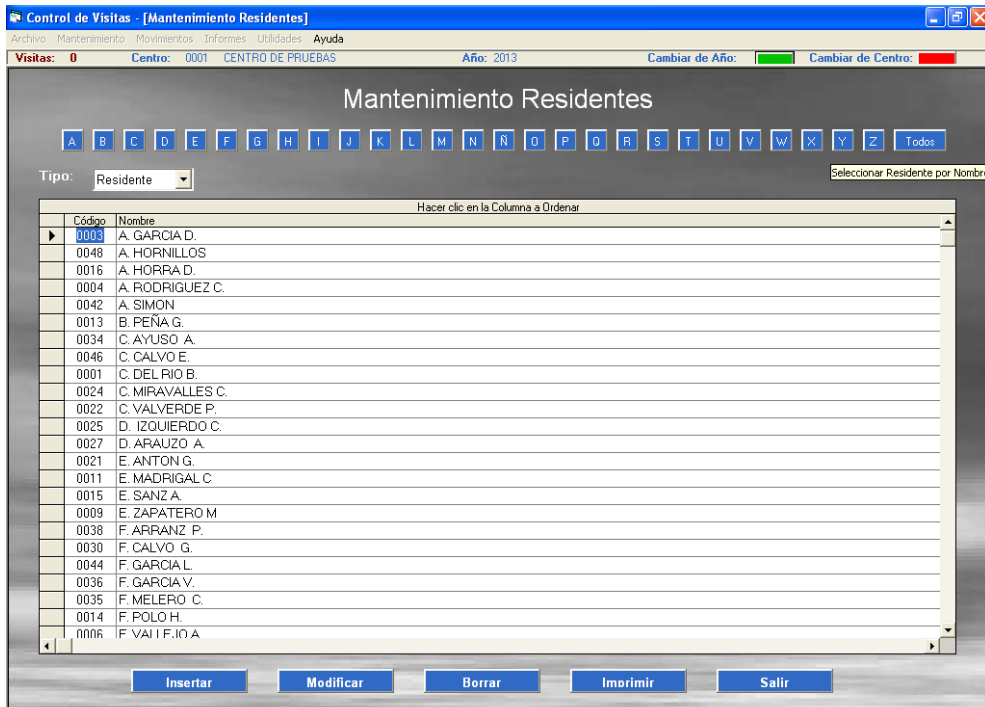 Control de Visitas - [Mantenimiento Residentes]
Archivo Mantenimiento Movimientos Informes Utilidades Ayuda
Visitas: 0 Centro: 0001 CENTRO DE PRUEBAS Año: 2013 Cambiar de Año: Cambiar de Centro:
Mantenimiento Residentes
A B C D E F G H I J K L M N Ñ O P Q R S T U V W X Y Z Todos
Tipo: Residente
Seleccionar Residente por Nombre
Hacer clic en la Columna a Ordenar
Código Nombre
0003 A. GARCIA D.
0048 A. HORNILLOS
0016 A. HORRA D.
0004 A. RODRIGUEZ C.
0042 A. SIMON
0013 B. PEÑA G.
0034 C. AYUSO A.
0046 C. CALVO E.
0001 C. DEL RIO B.
0024 C. MIRAVALLES C.
0022 C. VALVERDE P.
0025 D. IZQUIERDO C.
0027 D. ARAUZO A.
0021 E. ANTON G.
0011 E. MADRIGAL C
0015 E. SANZ A.
0009 E. ZAPATERO M
0038 F. ARRANZ P.
0030 F. CALVO G.
0044 F. GARCIA L.
0036 F. GARCIA V.
0035 F. MELERO C.
0014 F. POLO H.
0006 F. VALLEJO A
Insertar Modificar Borrar Imprimir Salir